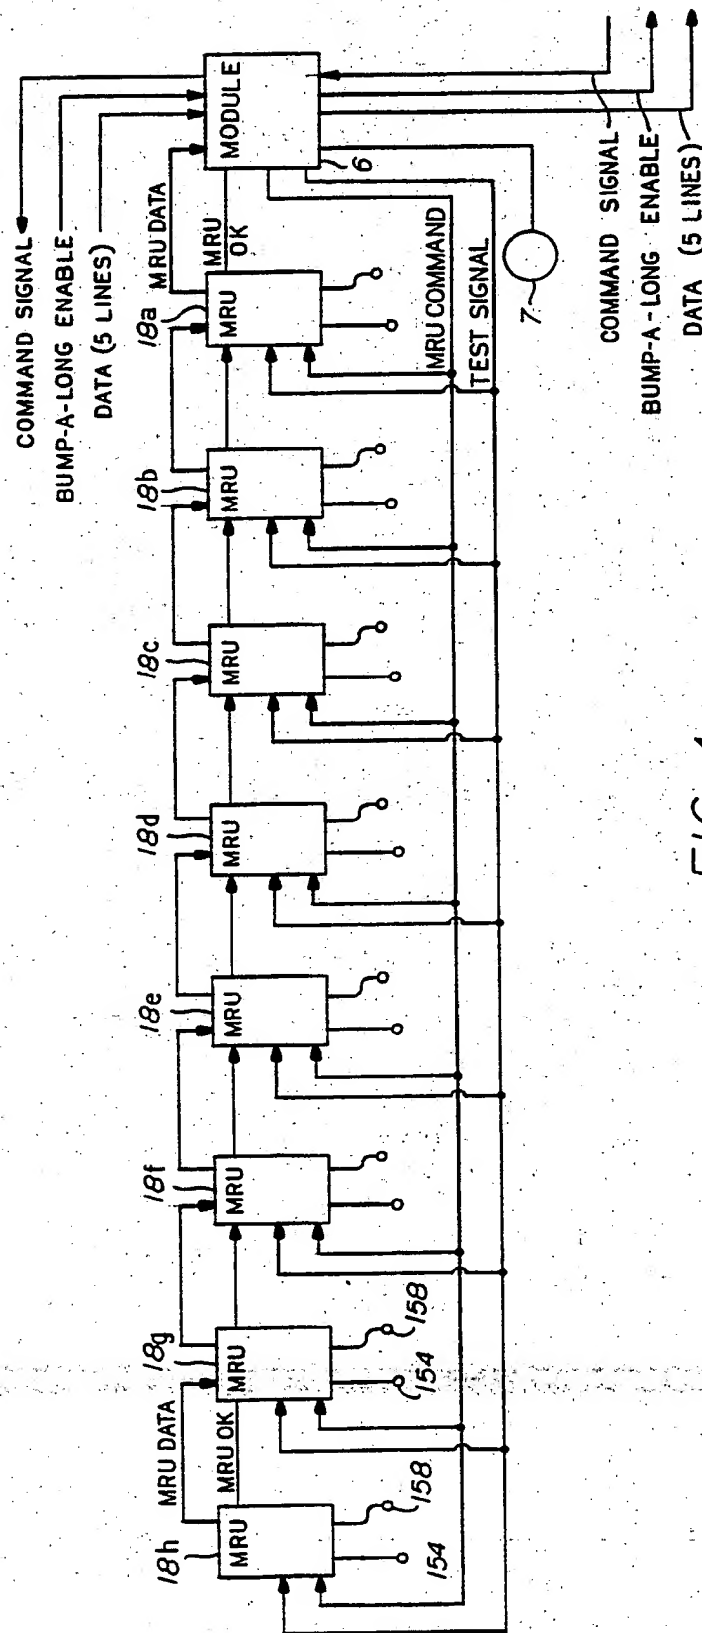 COMMAND SIGNAL
BUMP-A-LONG ENABLE
DATA (5 LINES)
MODULE
6
MRU DATA
MRU OK
18a
MRU
18b
MRU
18c
MRU
18d
MRU
18e
MRU
18f
MRU
18g
MRU
MRU DATA
MRU OK
18h
MRU
158
154
158
154
MRU COMMAND
TEST SIGNAL
7
COMMAND SIGNAL
BUMP-A-LONG ENABLE
DATA (5 LINES)